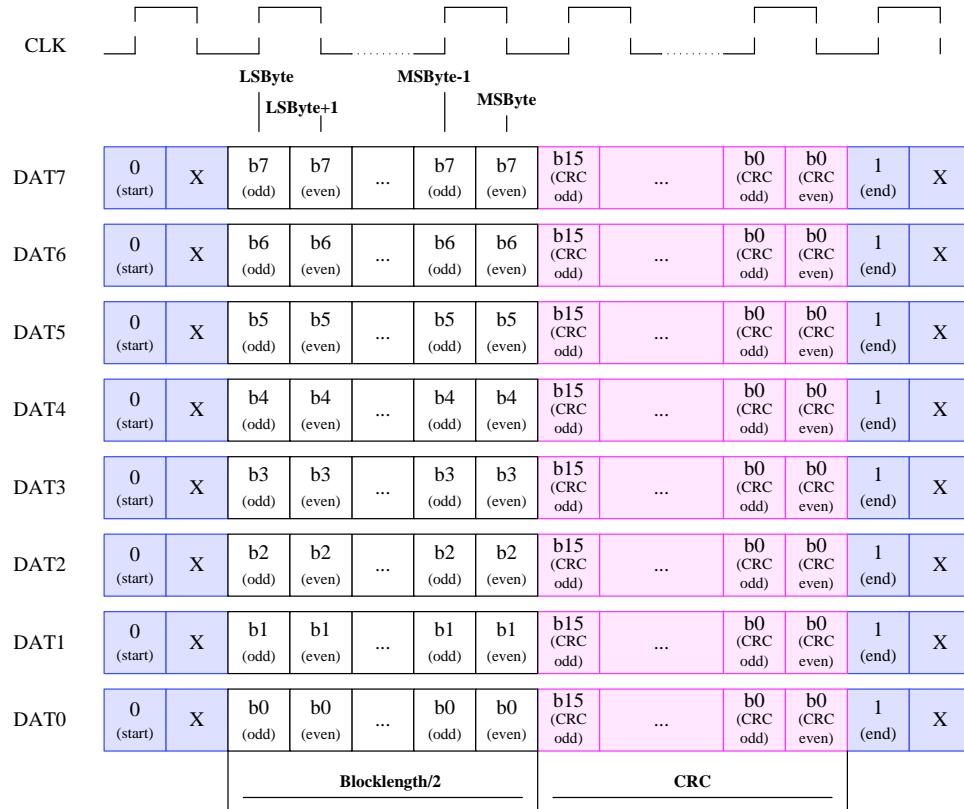 CLK
LSByte MSByte-1
LSByte+1 MSByte
DAT7 0 (start) X b7 (odd) b7 (even) ... b7 (odd) b7 (even) b15 (CRC odd) ... b0 (CRC odd) b0 (CRC even) 1 (end) X
DAT6 0 (start) X b6 (odd) b6 (even) ... b6 (odd) b6 (even) b15 (CRC odd) ... b0 (CRC odd) b0 (CRC even) 1 (end) X
DAT5 0 (start) X b5 (odd) b5 (even) ... b5 (odd) b5 (even) b15 (CRC odd) ... b0 (CRC odd) b0 (CRC even) 1 (end) X
DAT4 0 (start) X b4 (odd) b4 (even) ... b4 (odd) b4 (even) b15 (CRC odd) ... b0 (CRC odd) b0 (CRC even) 1 (end) X
DAT3 0 (start) X b3 (odd) b3 (even) ... b3 (odd) b3 (even) b15 (CRC odd) ... b0 (CRC odd) b0 (CRC even) 1 (end) X
DAT2 0 (start) X b2 (odd) b2 (even) ... b2 (odd) b2 (even) b15 (CRC odd) ... b0 (CRC odd) b0 (CRC even) 1 (end) X
DAT1 0 (start) X b1 (odd) b1 (even) ... b1 (odd) b1 (even) b15 (CRC odd) ... b0 (CRC odd) b0 (CRC even) 1 (end) X
DAT0 0 (start) X b0 (odd) b0 (even) ... b0 (odd) b0 (even) b15 (CRC odd) ... b0 (CRC odd) b0 (CRC even) 1 (end) X
Blocklength/2 CRC